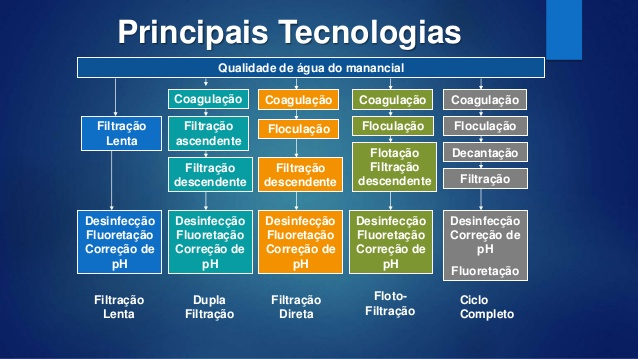 Principais Tecnologias
Qualidade de água do manancial
Filtração
Lenta
Desinfecção
Fluoretação
Correção de
pH
Filtração
Lenta
Coagulação
Filtração
ascendente
Filtração
descendente
Desinfecção
Fluoretação
Correção de
pH
Dupla
Filtração
Coagulação
Floculação
Filtração
descendente
Desinfecção
Fluoretação
Correção de
pH
Filtração
Direta
Coagulação
Floculação
Flotação
Filtração
descendente
Desinfecção
Fluoretação
Correção de
pH
Floto-
Filtração
Coagulação
Floculação
Decantação
Filtração
Desinfecção
Correção de
pH
Fluoretação
Ciclo
Completo